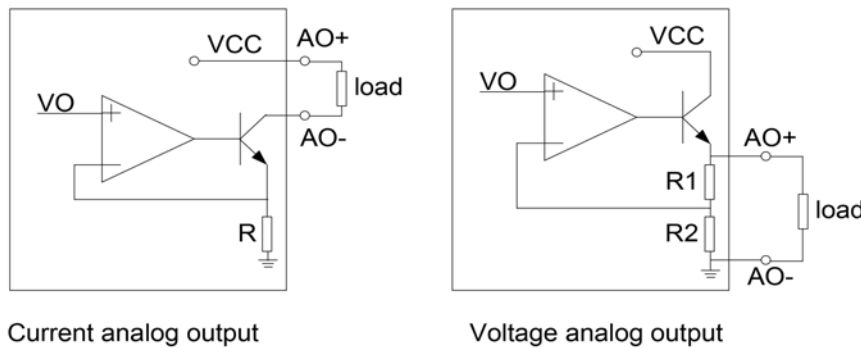 VCC
AO+
load
VO
+
−
AO-
R
Current analog output
VCC
VO
+
−
AO+
R1
load
R2
AO-
Voltage analog output